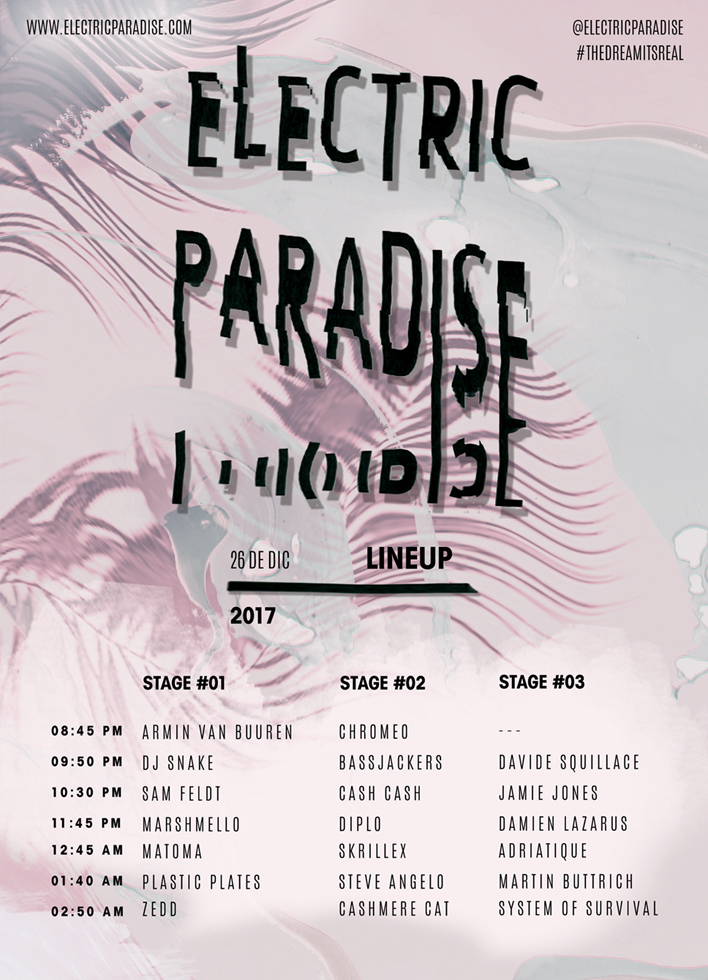 WWW.ELECTRICPARADISE.COM
@ELECTRICPARADISE
#THEDREAMITSREAL
ELECTRIC
PARADISE
26 DE DIC LINEUP
2017
STAGE #01 STAGE #02 STAGE #03
08:45 PM ARMIN VAN BUUREN CHROMEO ---
09:50 PM DJ SNAKE BASSJACKERS DAVIDE SQUILLACE
10:30 PM SAM FELDT CASH CASH JAMIE JONES
11:45 PM MARSHMELLO DIPLO DAMIEN LAZARUS
12:45 AM MATOMA SKRILLEX ADRIATIQUE
01:40 AM PLASTIC PLATES STEVE ANGELO MARTIN BUTTRICH
02:50 AM ZEDD CASHMERE CAT SYSTEM OF SURVIVAL